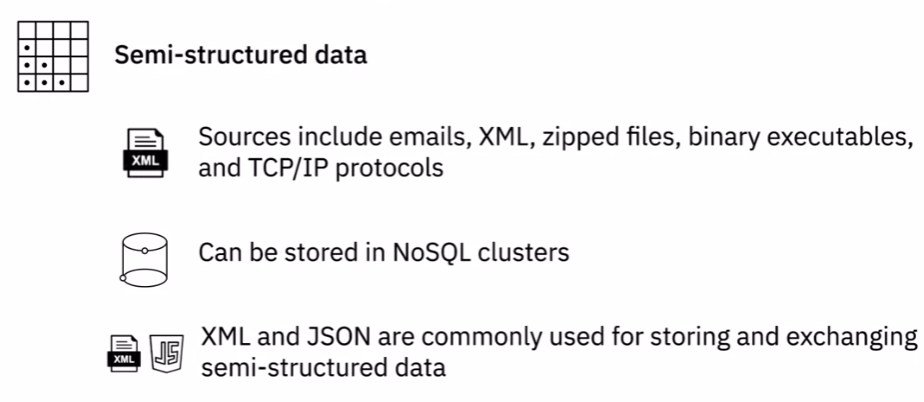 Semi-structured data
XML
Sources include emails, XML, zipped files, binary executables,
and TCP/IP protocols
Can be stored in NoSQL clusters
XML
JS
XML and JSON are commonly used for storing and exchanging
semi-structured data